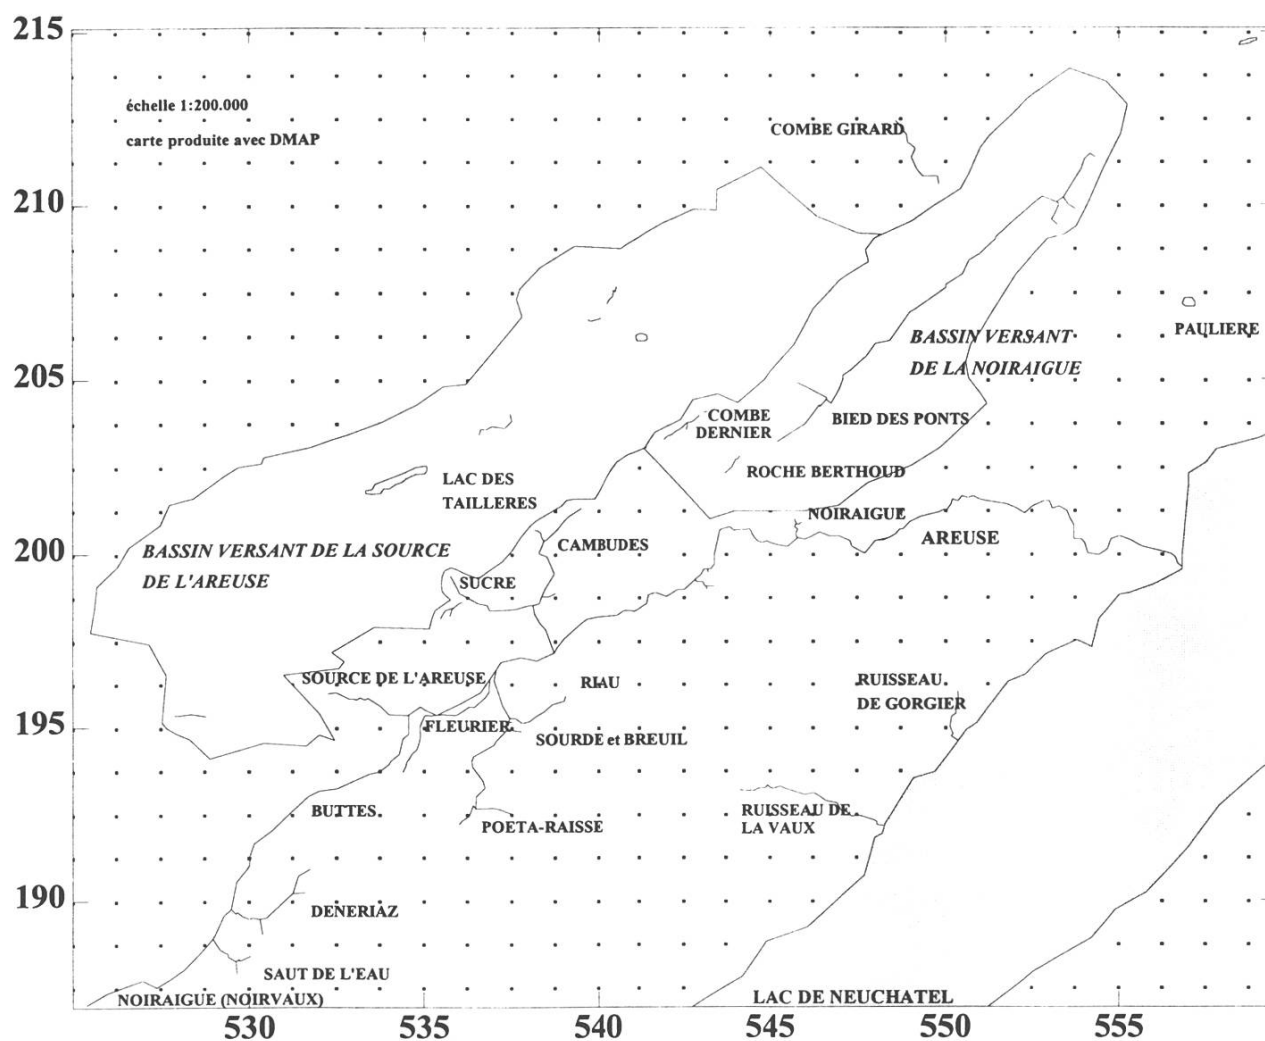 215
échelle 1:200.000
carte produite avec DMAP
COMBE GIRARD
210
PAULIERE
BASSIN VERSANT
DE LA NOIRAIGUE
205
COMBE
DERNIER
BIED DES PONTS
ROCHE BERTHOUD
LAC DES
TAILLERES
NOIRAIGUE
AREUSE
CAMBUDES
200
BASSIN VERSANT DE LA SOURCE
DE L'AREUSE
SUCRE
SOURCE DE L'AREUSE
RIAU
RUISSEAU
DE GORGIER
195
FLEURIER
SOURDE et BREUIL
BUTTES
POETA-RAISSE
RUISSEAU DE
LA VAUX
190
DENERIAZ
SAUT DE L'EAU
NOIRAIGUE (NOIRVAUX)
LAC DE NEUCHATEL
530 535 540 545 550 555